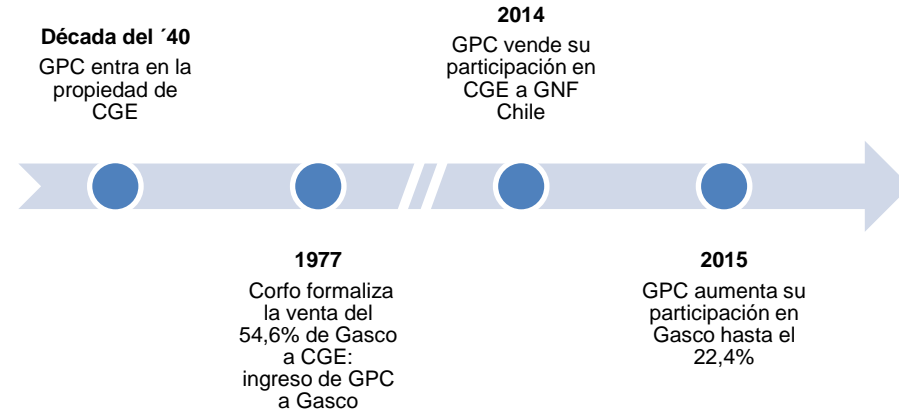 Década del ´40
GPC entra en la
propiedad de
CGE
1977
Corfo formaliza
la venta del
54,6% de Gasco
a CGE:
ingreso de GPC
a Gasco
2014
GPC vende su
participación en
CGE a GNF
Chile
2015
GPC aumenta su
participación en
Gasco hasta el
22,4%